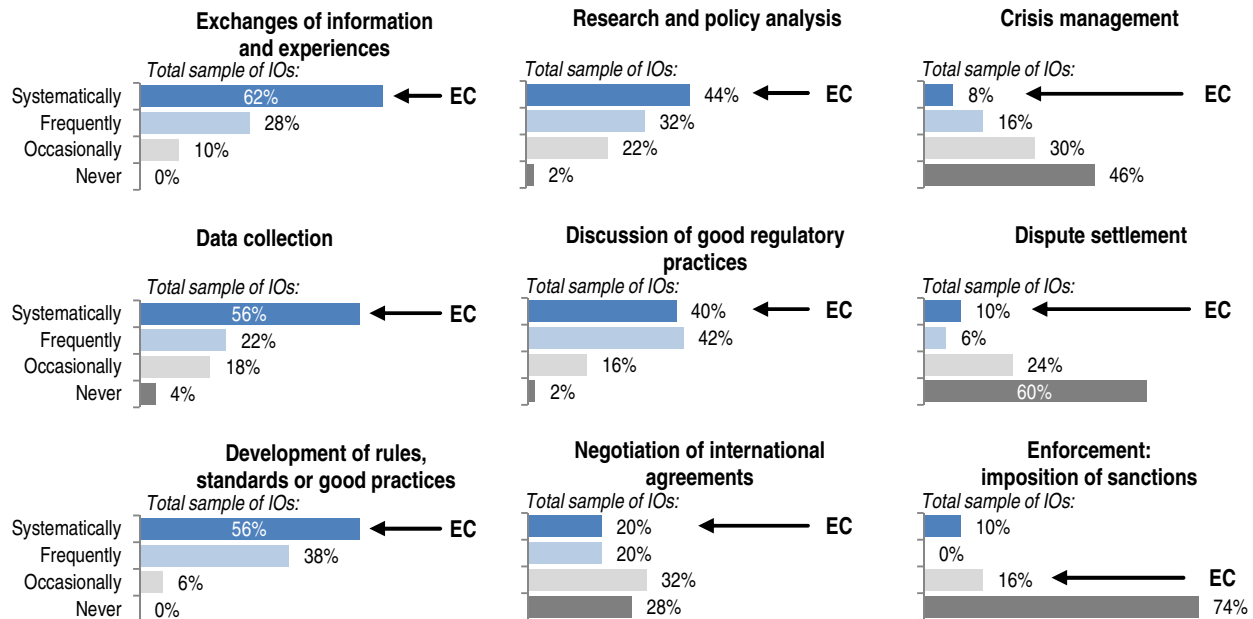 Exchanges of information
and experiences
Total sample of IOs:
Systematically 62% EC
Frequently 28%
Occasionally 10%
Never 0%
Research and policy analysis
Total sample of IOs:
44% EC
32%
22%
2%
Crisis management
Total sample of IOs:
8% EC
16%
30%
46%
Data collection
Total sample of IOs:
Systematically 56% EC
Frequently 22%
Occasionally 18%
Never 4%
Discussion of good regulatory
practices
Total sample of IOs:
40% EC
42%
16%
2%
Dispute settlement
Total sample of IOs:
10% EC
6%
24%
60%
Development of rules,
standards or good practices
Total sample of IOs:
Systematically 56% EC
Frequently 38%
Occasionally 6%
Never 0%
Negotiation of international
agreements
Total sample of IOs:
20% EC
20%
32%
28%
Enforcement:
imposition of sanctions
Total sample of IOs:
10%
0%
16% EC
74%